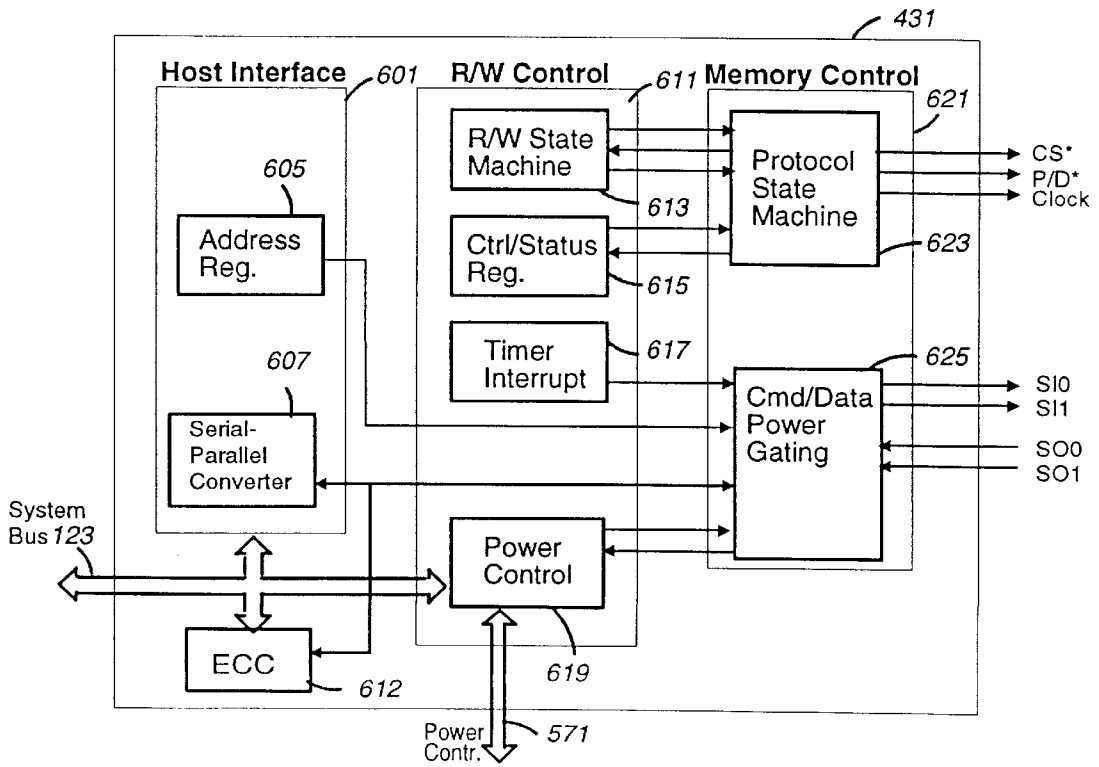 431
Host Interface
601
R/W Control
611
Memory Control
621
R/W State
Machine
613
Protocol
State
Machine
623
CS*
P/D*
Clock
605
Address
Reg.
Ctrl/Status
Reg.
615
Timer
Interrupt
617
625
Cmd/Data
Power
Gating
SI0
SI1
SO0
SO1
607
Serial-
Parallel
Converter
System
Bus 123
Power
Control
619
ECC
612
Power
Contr.
571